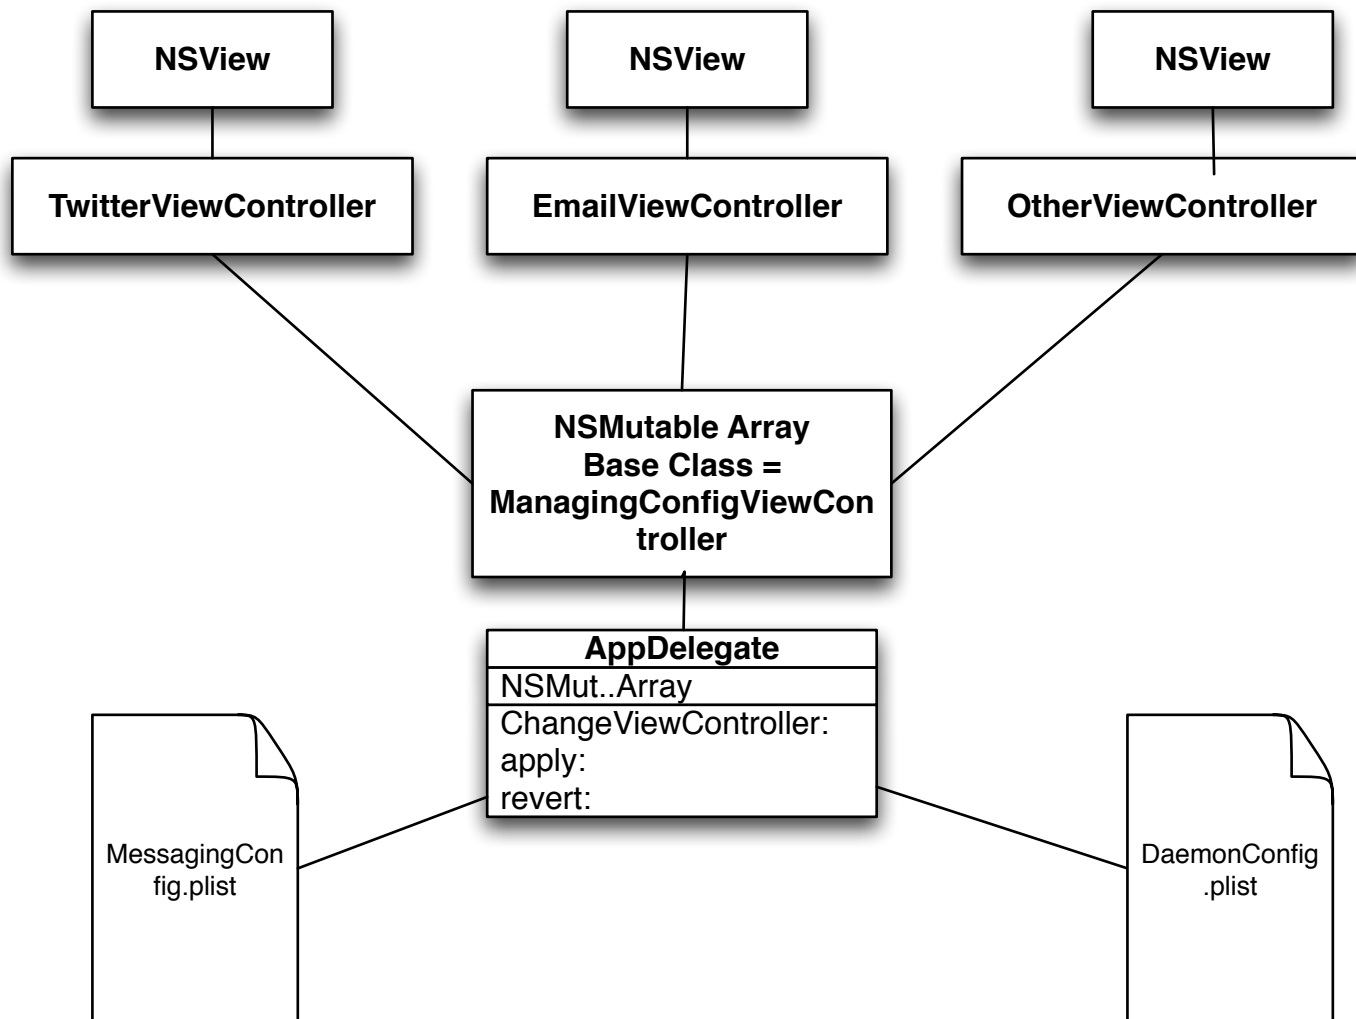 NSView
NSView
NSView
TwitterViewController
EmailViewController
OtherViewController
NSMutable Array
Base Class =
ManagingConfigViewCon
troller
AppDelegate
NSMut..Array
ChangeViewController:
apply:
revert:
MessagingCon
fig.plist
DaemonConfig
.plist